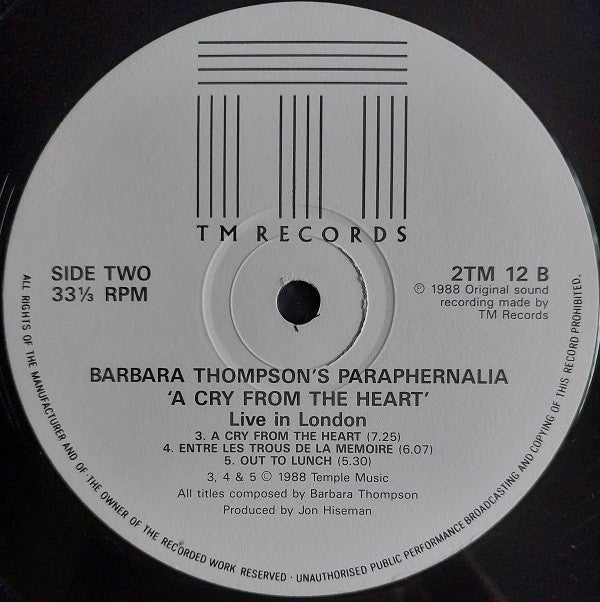 TM RECORDS
SIDE TWO
33⅓ RPM
2TM 12 B
℗ 1988 Original sound
recording made by
TM Records
BARBARA THOMPSON'S PARAPHERNALIA
'A CRY FROM THE HEART'
Live in London
3. A CRY FROM THE HEART (7.25)
4. ENTRE LES TROUS DE LA MEMOIRE (6.07)
5. OUT TO LUNCH (5.30)
3, 4 & 5 © 1988 Temple Music
All titles composed by Barbara Thompson
Produced by Jon Hiseman
ALL RIGHTS OF THE MANUFACTURER AND OF THE OWNER OF THE RECORDED WORK RESERVED · UNAUTHORISED PUBLIC PERFORMANCE BROADCASTING AND COPYING OF THIS RECORD PROHIBITED.